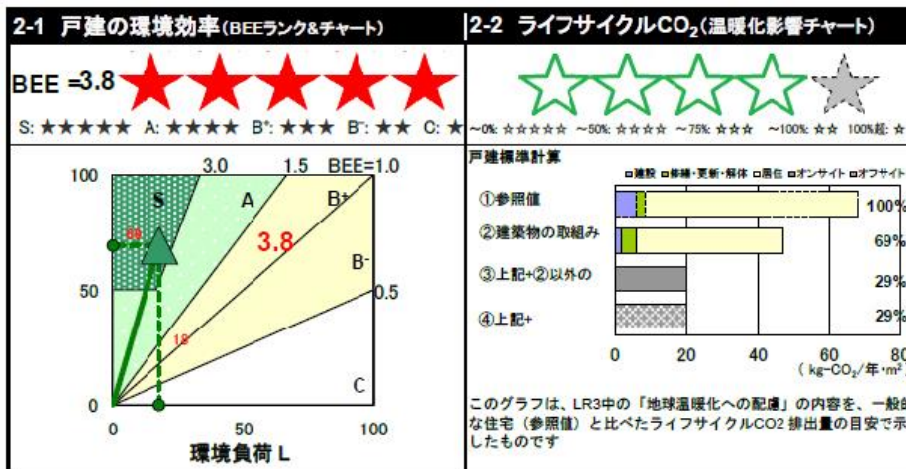 2-1 戸建の環境効率(BEEランク&チャート)
BEE =3.8 ★★★★★
S: ★★★★★ A: ★★★★ B⁺: ★★★ B⁻: ★★ C: ★
3.0 1.5 BEE=1.0
100
S A B⁺
69
3.8
B⁻
50
0.5
18
C
0
0 50 100
環境負荷 L
2-2 ライフサイクルCO₂(温暖化影響チャート)
☆☆☆☆★
~0%: ☆☆☆☆☆ ~50%: ☆☆☆☆ ~75%: ☆☆☆ ~100%: ☆☆ 100%超: ☆
戸建標準計算
建設 修繕・更新・解体 居住 オンサイト オフサイト
①参照値 100%
②建築物の取組み 69%
③上記+②以外の 29%
④上記+ 29%
0 20 40 60 80
( kg-CO₂/年・m²)
このグラフは、LR3中の「地球温暖化への配慮」の内容を、一般的
な住宅（参照値）と比べたライフサイクルCO2 排出量の目安で示
したものです